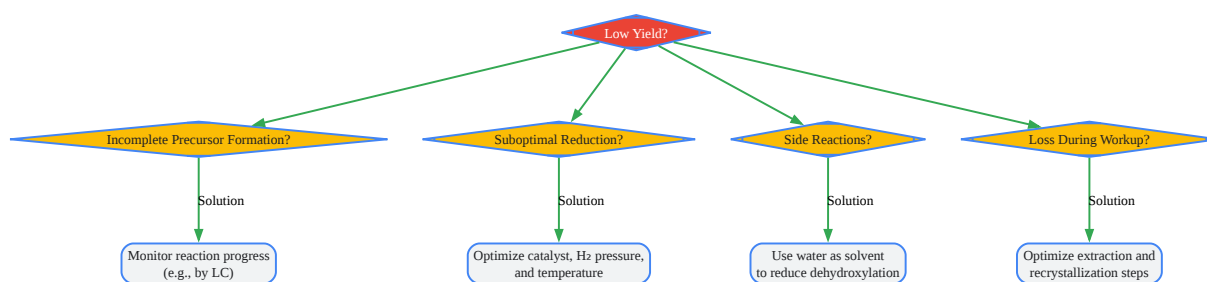 Low Yield?
Incomplete Precursor Formation?
Suboptimal Reduction?
Side Reactions?
Loss During Workup?
Solution
Solution
Solution
Solution
Monitor reaction progress
(e.g., by LC)
Optimize catalyst, H₂ pressure,
and temperature
Use water as solvent
to reduce dehydroxylation
Optimize extraction and
recrystallization steps